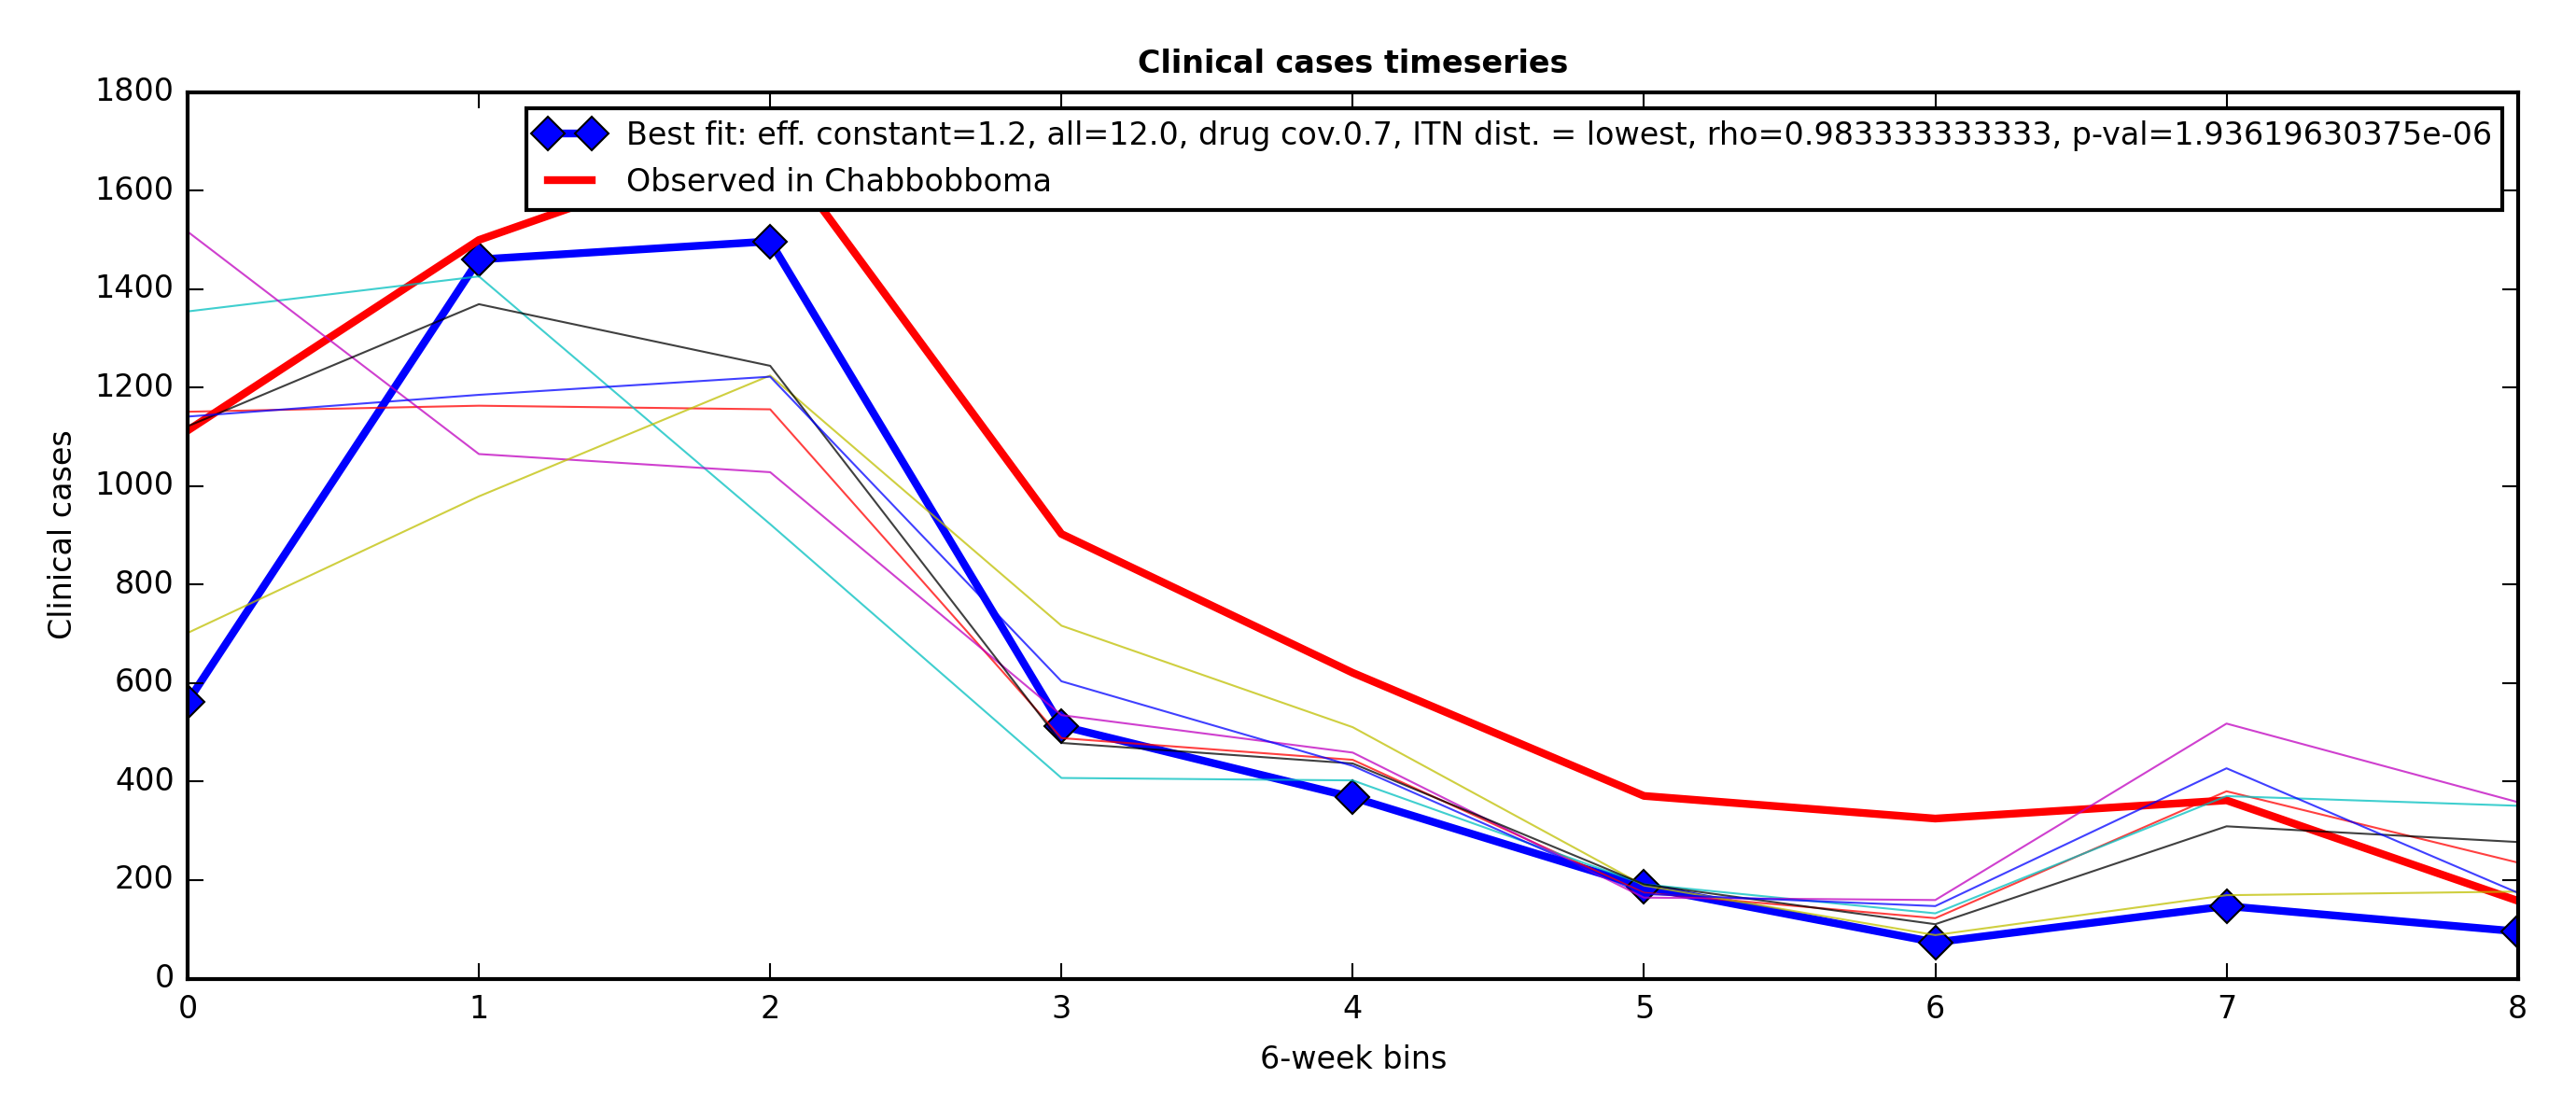 Clinical cases timeseries
1800
1600
1400
1200
1000
800
600
400
200
0
Clinical cases
Best fit: eff. constant=1.2, all=12.0, drug cov.0.7, ITN dist. = lowest, rho=0.983333333333, p-val=1.93619630375e-06
Observed in Chabbobboma
0 1 2 3 4 5 6 7 8
6-week bins